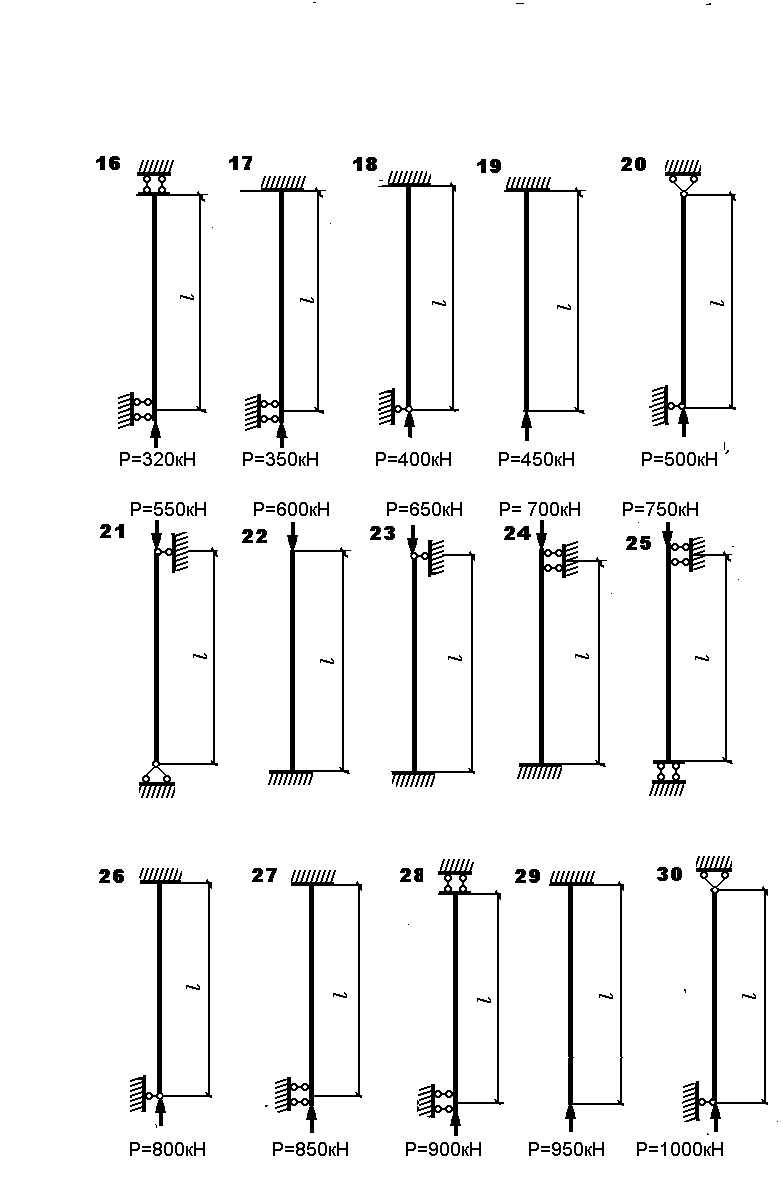 16 17 18 19 20
l l l l l
P=320кН P=350кН P=400кН P=450кН P=500кН
P=550кН P=600кН P=650кН P= 700кН P=750кН
21 22 23 24 25
l l l l l
26 27 28 29 30
l l l l l
P=800кН P=850кН P=900кН P=950кН P=1000кН